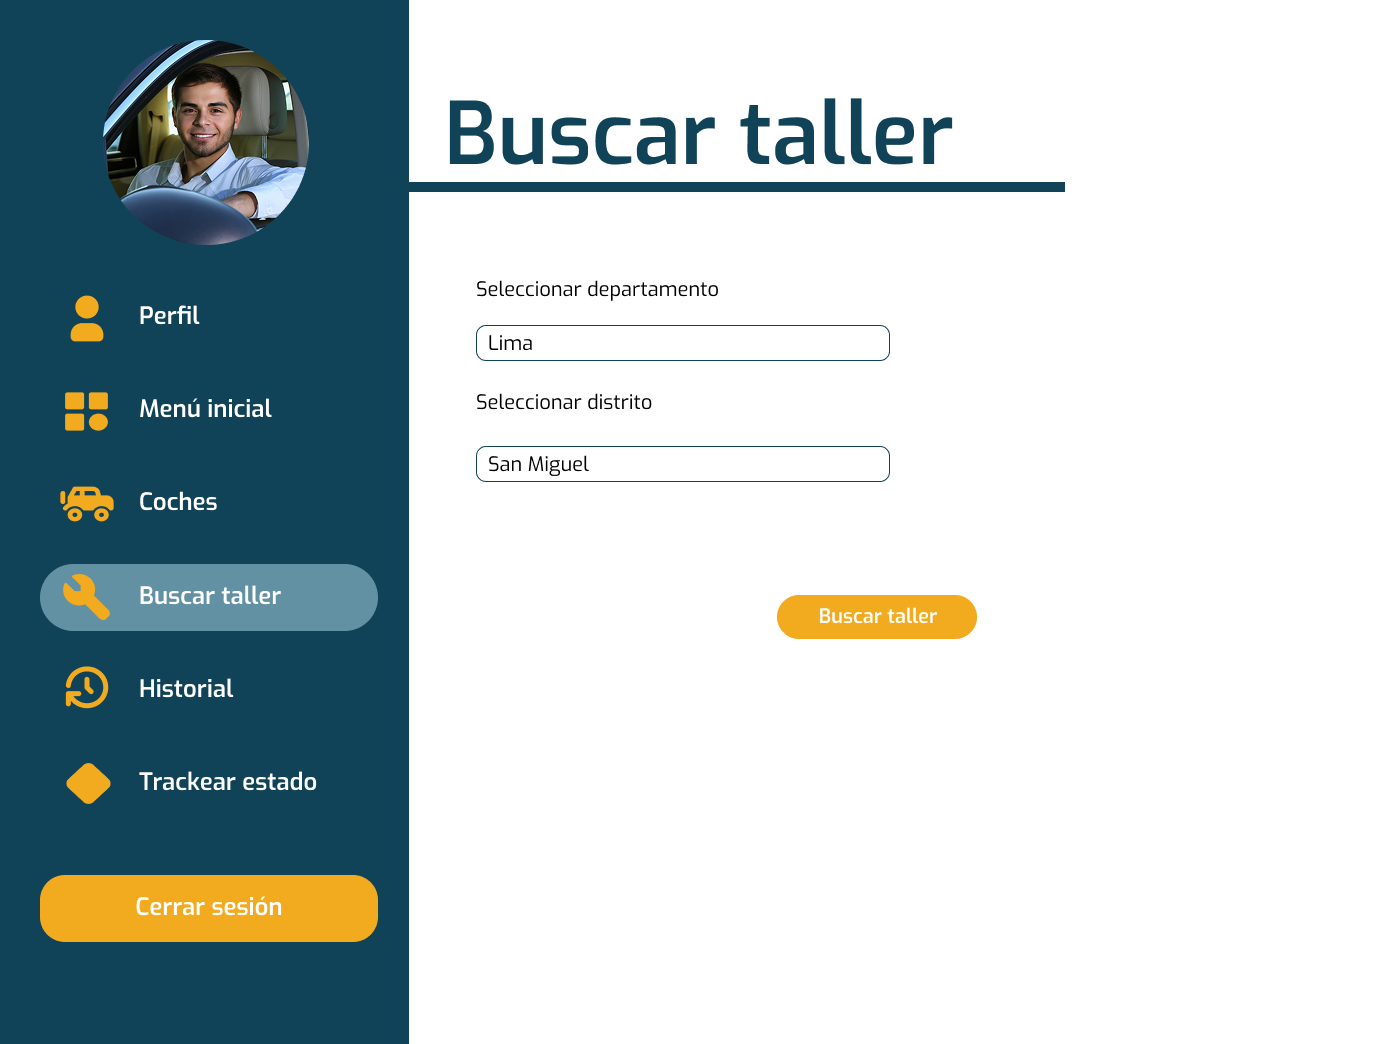 Perfil
Menú inicial
Coches
Buscar taller
Historial
Trackear estado
Cerrar sesión
Buscar taller
Seleccionar departamento
Lima
Seleccionar distrito
San Miguel
Buscar taller